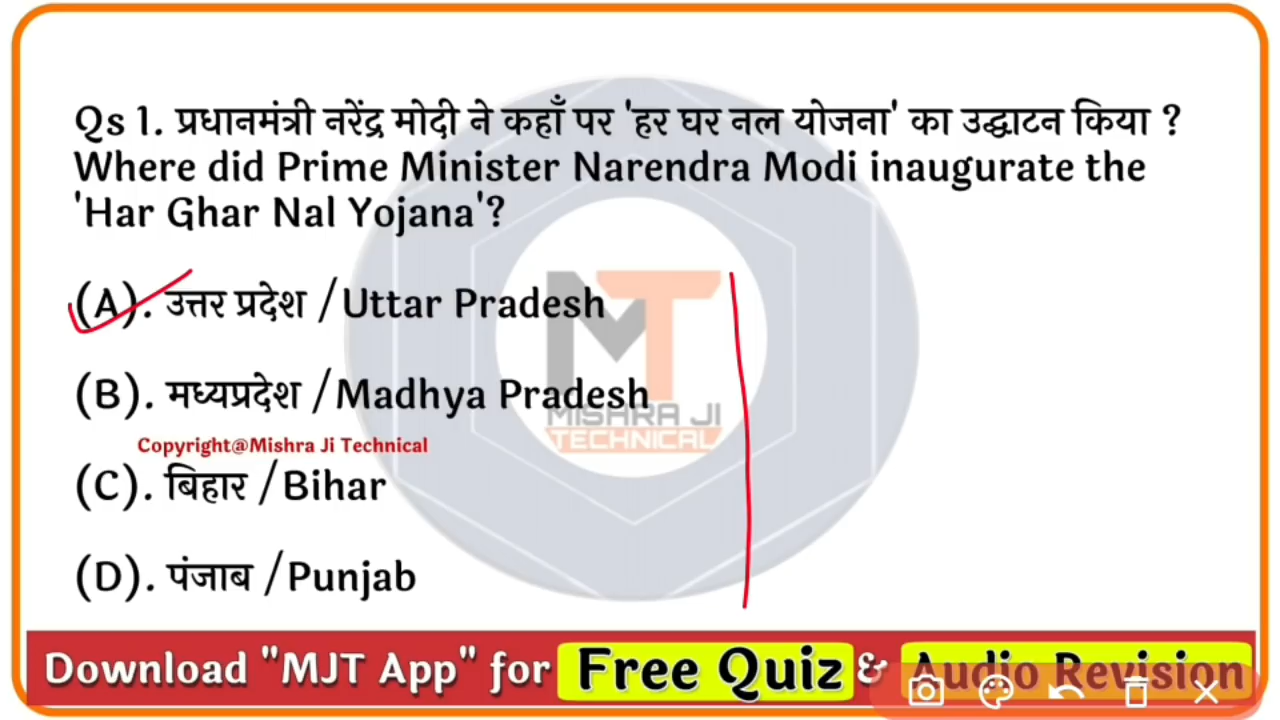 Qs 1. प्रधानमंत्री नरेंद्र मोदी ने कहाँ पर 'हर घर नल योजना' का उद्घाटन किया ?
Where did Prime Minister Narendra Modi inaugurate the
'Har Ghar Nal Yojana'?
(A). उत्तर प्रदेश /Uttar Pradesh
(B). मध्यप्रदेश /Madhya Pradesh
MT
MISHRA JI
TECHNICAL
Copyright@Mishra Ji Technical
(C). बिहार /Bihar
(D). पंजाब /Punjab
Download "MJT App" for Free Quiz & Audio Revision